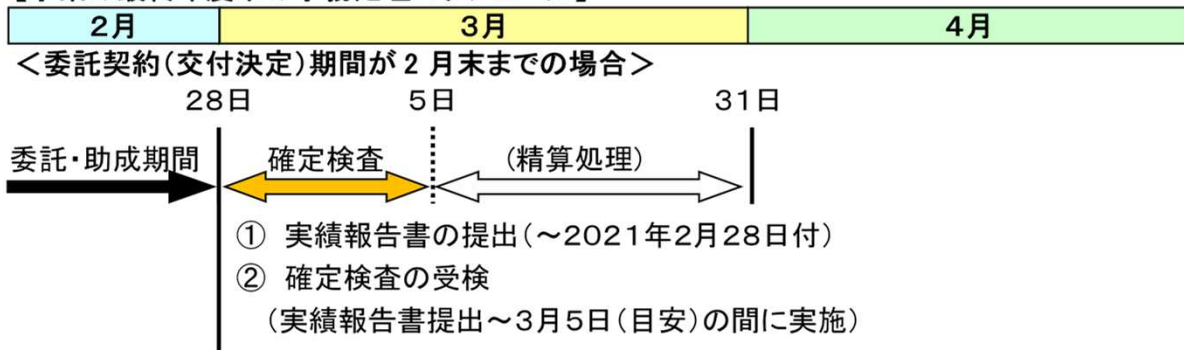 2月 3月 4月
＜委託契約(交付決定)期間が2月末までの場合＞
28日 5日 31日
委託・助成期間 確定検査 (精算処理)
① 実績報告書の提出(～2021年2月28日付)
② 確定検査の受検
(実績報告書提出～3月5日(目安)の間に実施)